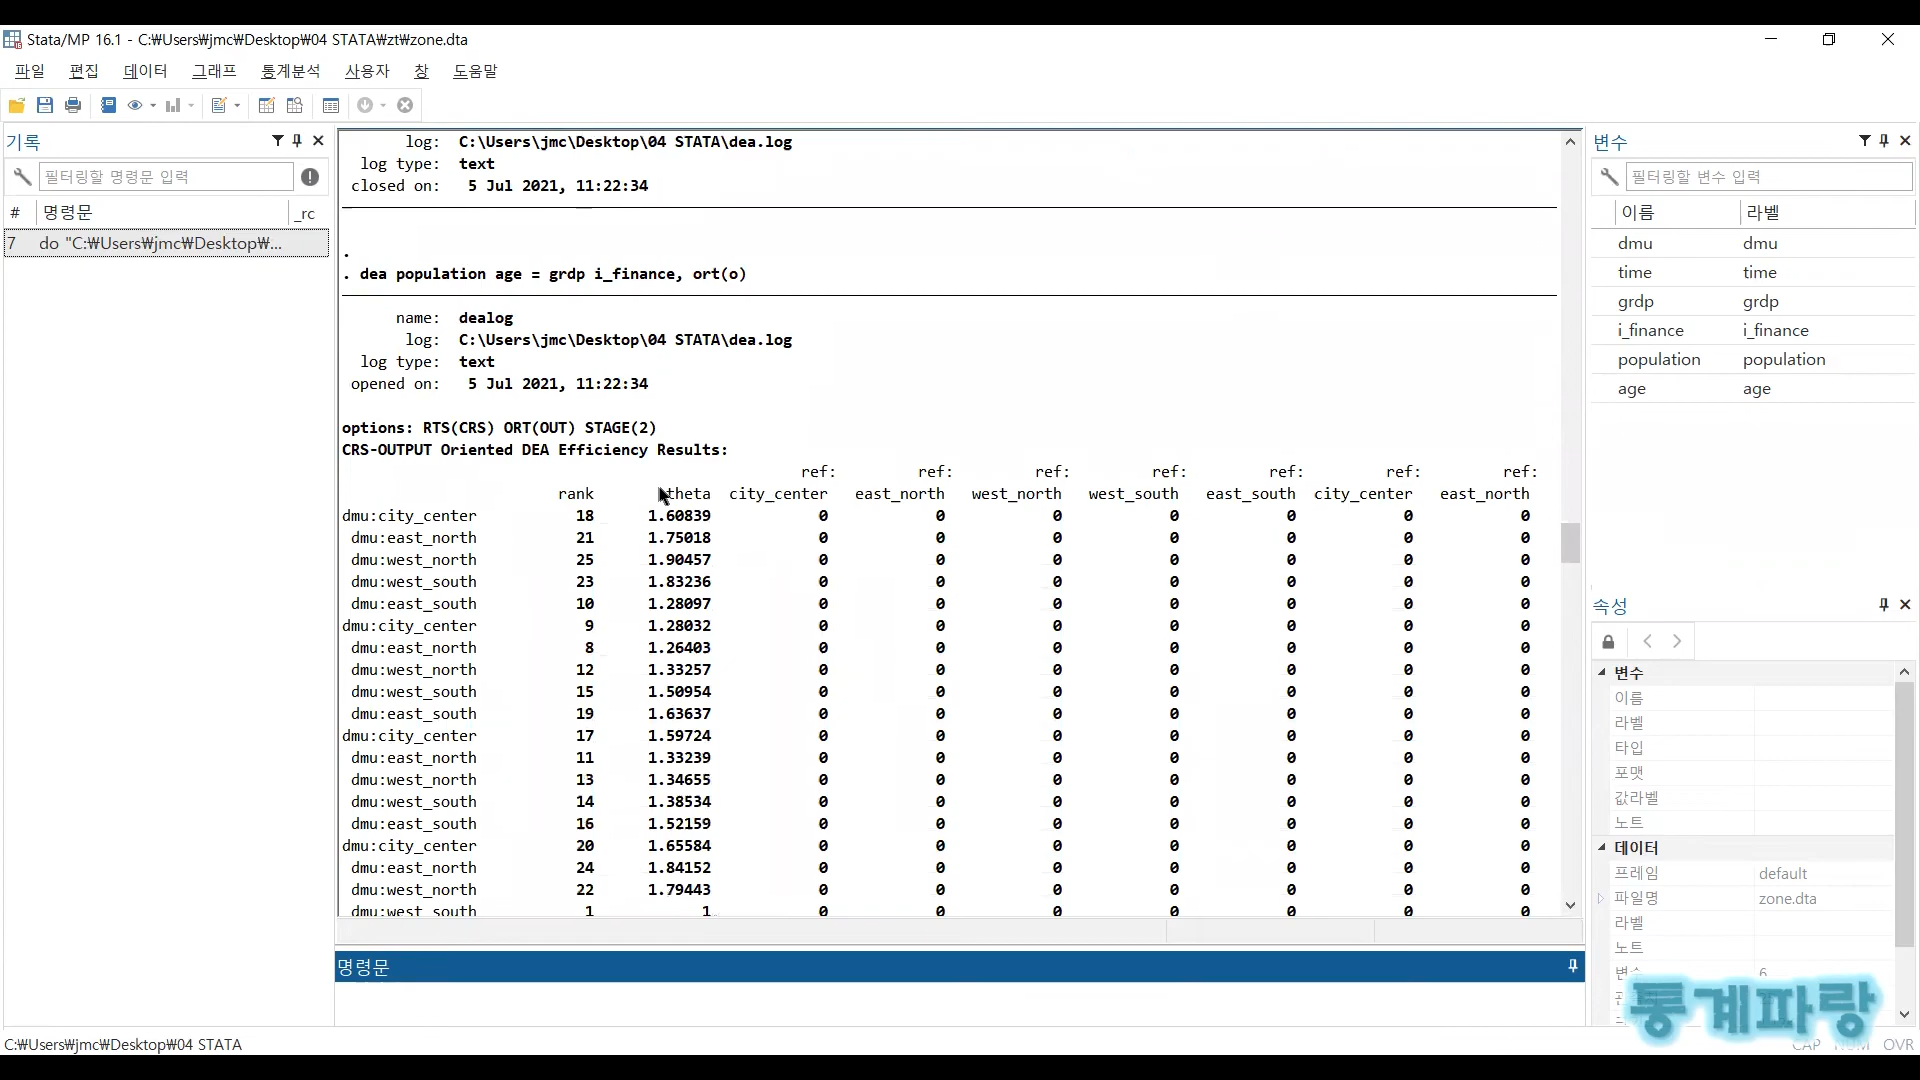 Stata/MP 16.1 - C:₩Users₩jmc₩Desktop₩04 STATA₩zt₩zone.dta
파일 편집 데이터 그래프 통계분석 사용자 창 도움말
기록
필터링할 명령문 입력
# 명령문 _rc
7 do "C:₩Users₩jmc₩Desktop₩...
log: C:\Users\jmc\Desktop\04 STATA\dea.log
log type: text
closed on: 5 Jul 2021, 11:22:34
.
. dea population age = grdp i_finance, ort(o)
name: dealog
log: C:\Users\jmc\Desktop\04 STATA\dea.log
log type: text
opened on: 5 Jul 2021, 11:22:34
options: RTS(CRS) ORT(OUT) STAGE(2)
CRS-OUTPUT Oriented DEA Efficiency Results:
ref: ref: ref: ref: ref: ref: ref:
rank theta city_center east_north west_north west_south east_south city_center east_north
dmu:city_center 18 1.60839 0 0 0 0 0 0 0
dmu:east_north 21 1.75018 0 0 0 0 0 0 0
dmu:west_north 25 1.90457 0 0 0 0 0 0 0
dmu:west_south 23 1.83236 0 0 0 0 0 0 0
dmu:east_south 10 1.28097 0 0 0 0 0 0 0
dmu:city_center 9 1.28032 0 0 0 0 0 0 0
dmu:east_north 8 1.26403 0 0 0 0 0 0 0
dmu:west_north 12 1.33257 0 0 0 0 0 0 0
dmu:west_south 15 1.50954 0 0 0 0 0 0 0
dmu:east_south 19 1.63637 0 0 0 0 0 0 0
dmu:city_center 17 1.59724 0 0 0 0 0 0 0
dmu:east_north 11 1.33239 0 0 0 0 0 0 0
dmu:west_north 13 1.34655 0 0 0 0 0 0 0
dmu:west_south 14 1.38534 0 0 0 0 0 0 0
dmu:east_south 16 1.52159 0 0 0 0 0 0 0
dmu:city_center 20 1.65584 0 0 0 0 0 0 0
dmu:east_north 24 1.84152 0 0 0 0 0 0 0
dmu:west_north 22 1.79443 0 0 0 0 0 0 0
dmu:west_south 1 1 0 0 0 0 0 0 0
명령문
변수
필터링할 변수 입력
이름 라벨
dmu dmu
time time
grdp grdp
i_finance i_finance
population population
age age
속성
변수
이름
라벨
타입
포맷
값라벨
노트
데이터
프레임 default
파일명 zone.dta
라벨
노트
변수 6
통계파랑
C:₩Users₩jmc₩Desktop₩04 STATA
CAP NUM OVR